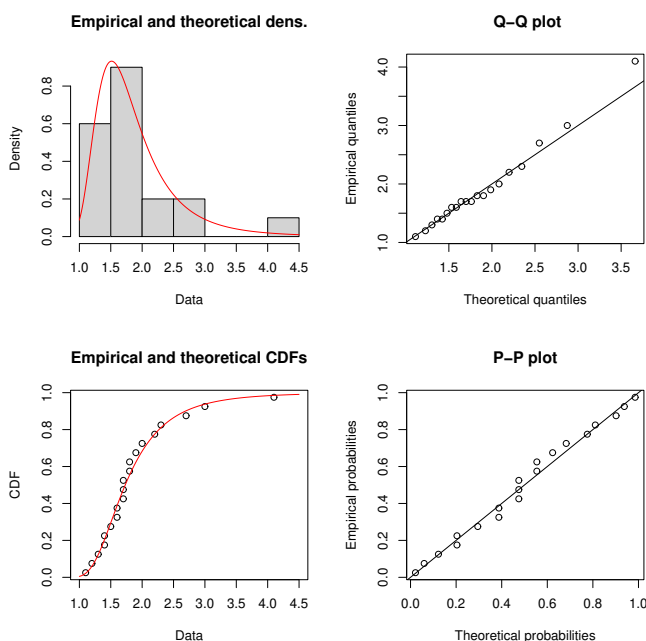 Empirical and theoretical dens.
Density
0.0 0.2 0.4 0.6 0.8
1.0 1.5 2.0 2.5 3.0 3.5 4.0 4.5
Data
Q−Q plot
Empirical quantiles
1.0 2.0 3.0 4.0
1.5 2.0 2.5 3.0 3.5
Theoretical quantiles
Empirical and theoretical CDFs
CDF
0.0 0.2 0.4 0.6 0.8 1.0
1.0 1.5 2.0 2.5 3.0 3.5 4.0 4.5
Data
P−P plot
Empirical probabilities
0.0 0.2 0.4 0.6 0.8 1.0
0.0 0.2 0.4 0.6 0.8 1.0
Theoretical probabilities